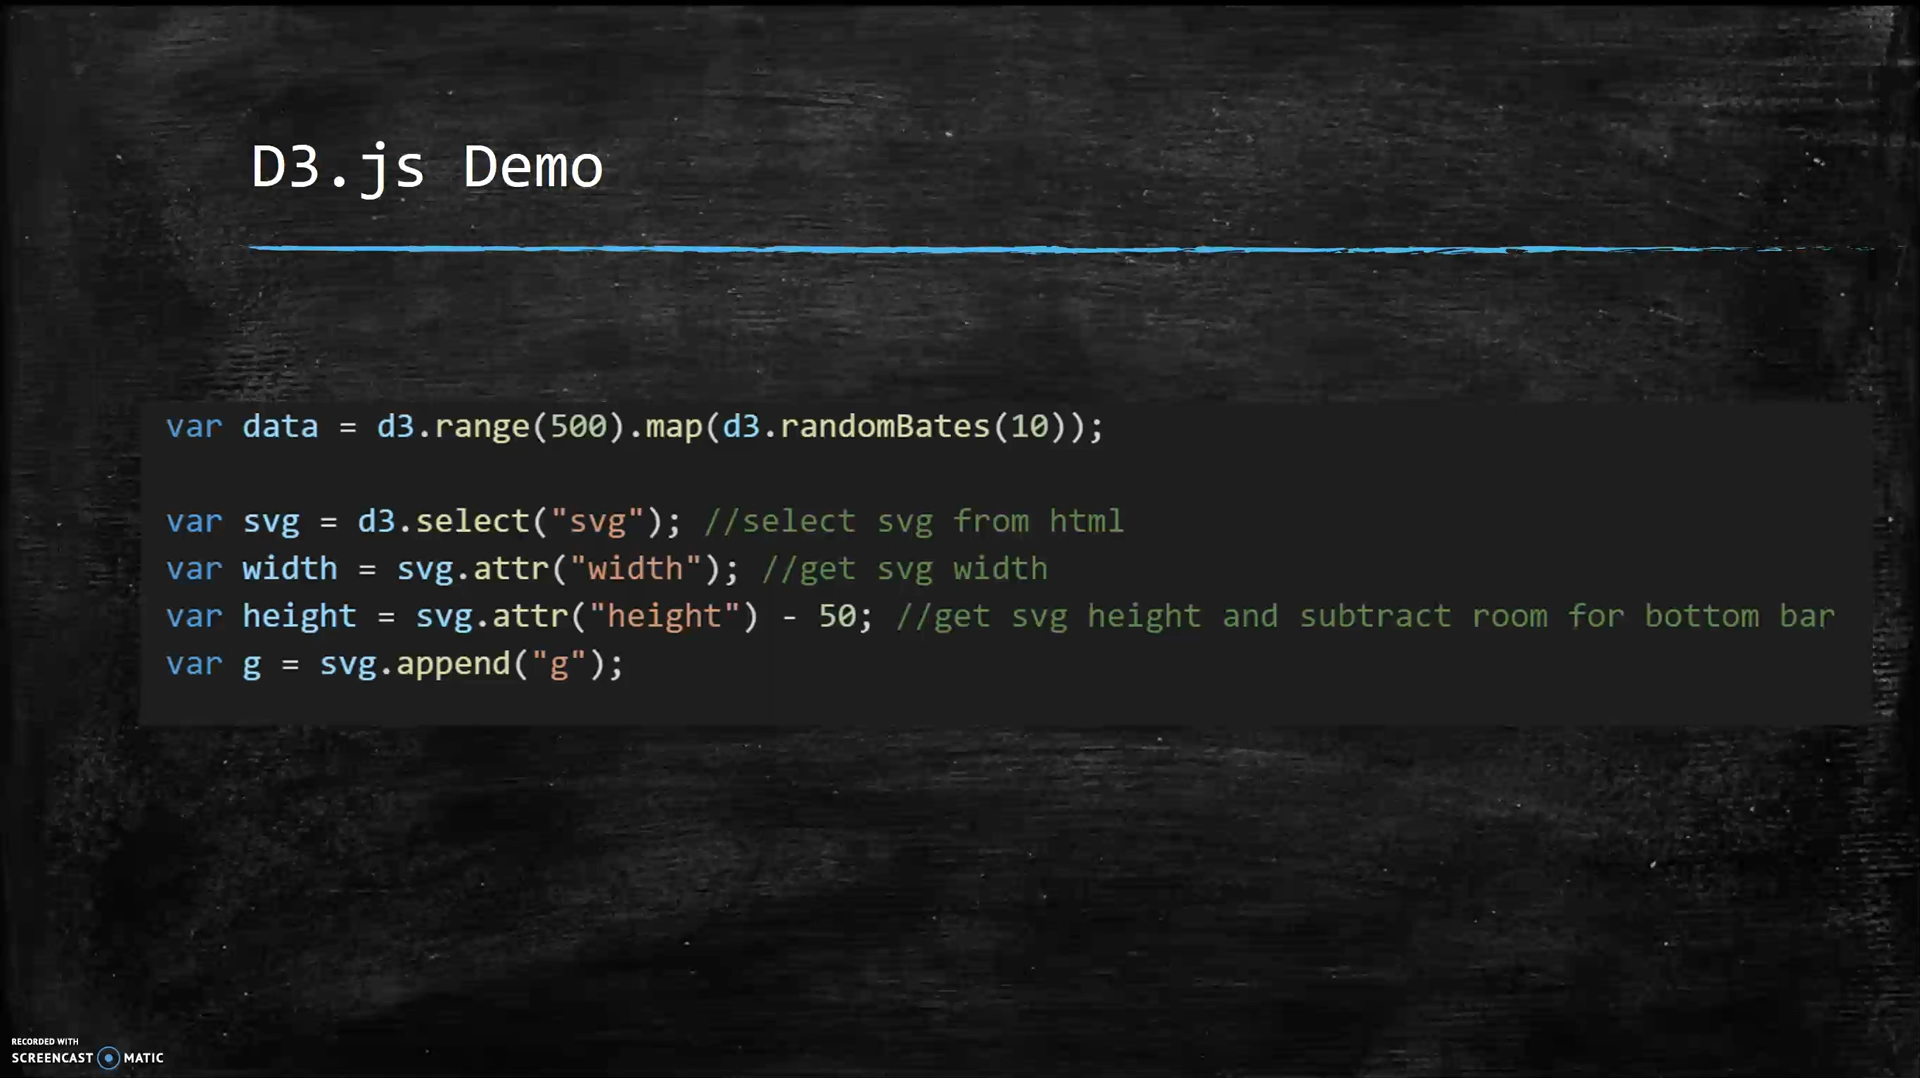 D3.js Demo
var data = d3.range(500).map(d3.randomBates(10));
var svg = d3.select("svg"); //select svg from html
var width = svg.attr("width"); //get svg width
var height = svg.attr("height") - 50; //get svg height and subtract room for bottom bar
var g = svg.append("g");
RECORDED WITH
SCREENCAST MATIC